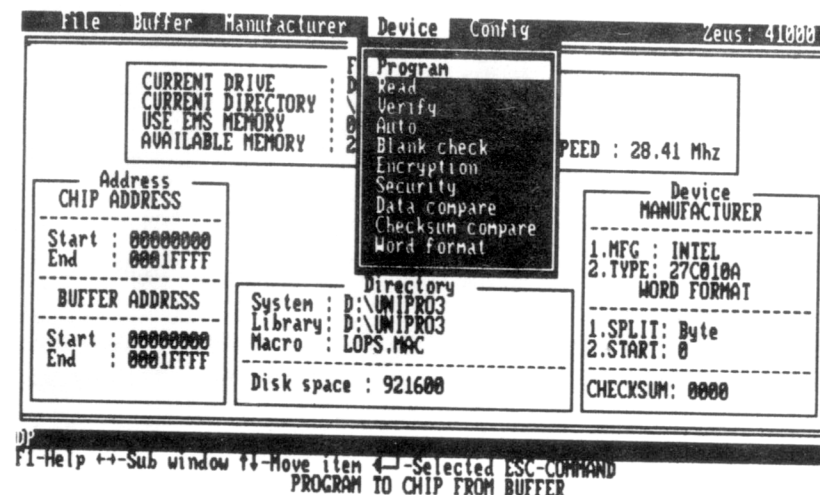 File Buffer Manufacturer Device Config Zeus: 41000
CURRENT DRIVE :
CURRENT DIRECTORY :
USE EMS MEMORY :
AVAILABLE MEMORY :
PEED : 28.41 Mhz
Program
Read
Verify
Auto
Blank check
Encryption
Security
Data compare
Checksum compare
Word format
Address
CHIP ADDRESS
Start : 00000000
End : 0001FFFF
BUFFER ADDRESS
Start : 00000000
End : 0001FFFF
Directory
System : D:\UNIPRO3
Library: D:\UNIPRO3
Macro : LOPS.MAC
Disk space : 921600
Device
MANUFACTURER
1.MFG : INTEL
2.TYPE: 27C010A
WORD FORMAT
1.SPLIT: Byte
2.START: 0
CHECKSUM: 0000
DP
F1-Help ↔-Sub window ↑↓-Move item ↵-Selected ESC-COMMAND
PROGRAM TO CHIP FROM BUFFER